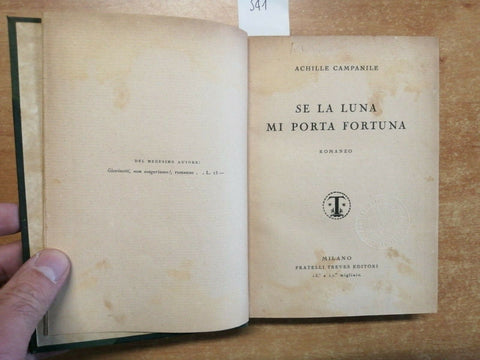 541
DEL MEDESIMO AUTORE:
Giovinotti, non esageriamo!, romanzo . . L.
ACHILLE CAMPANILE
SE LA LUNA
MI PORTA FORTUNA
ROMANZO
T
MILANO
FRATELLI TREVES EDITORI
migliaio